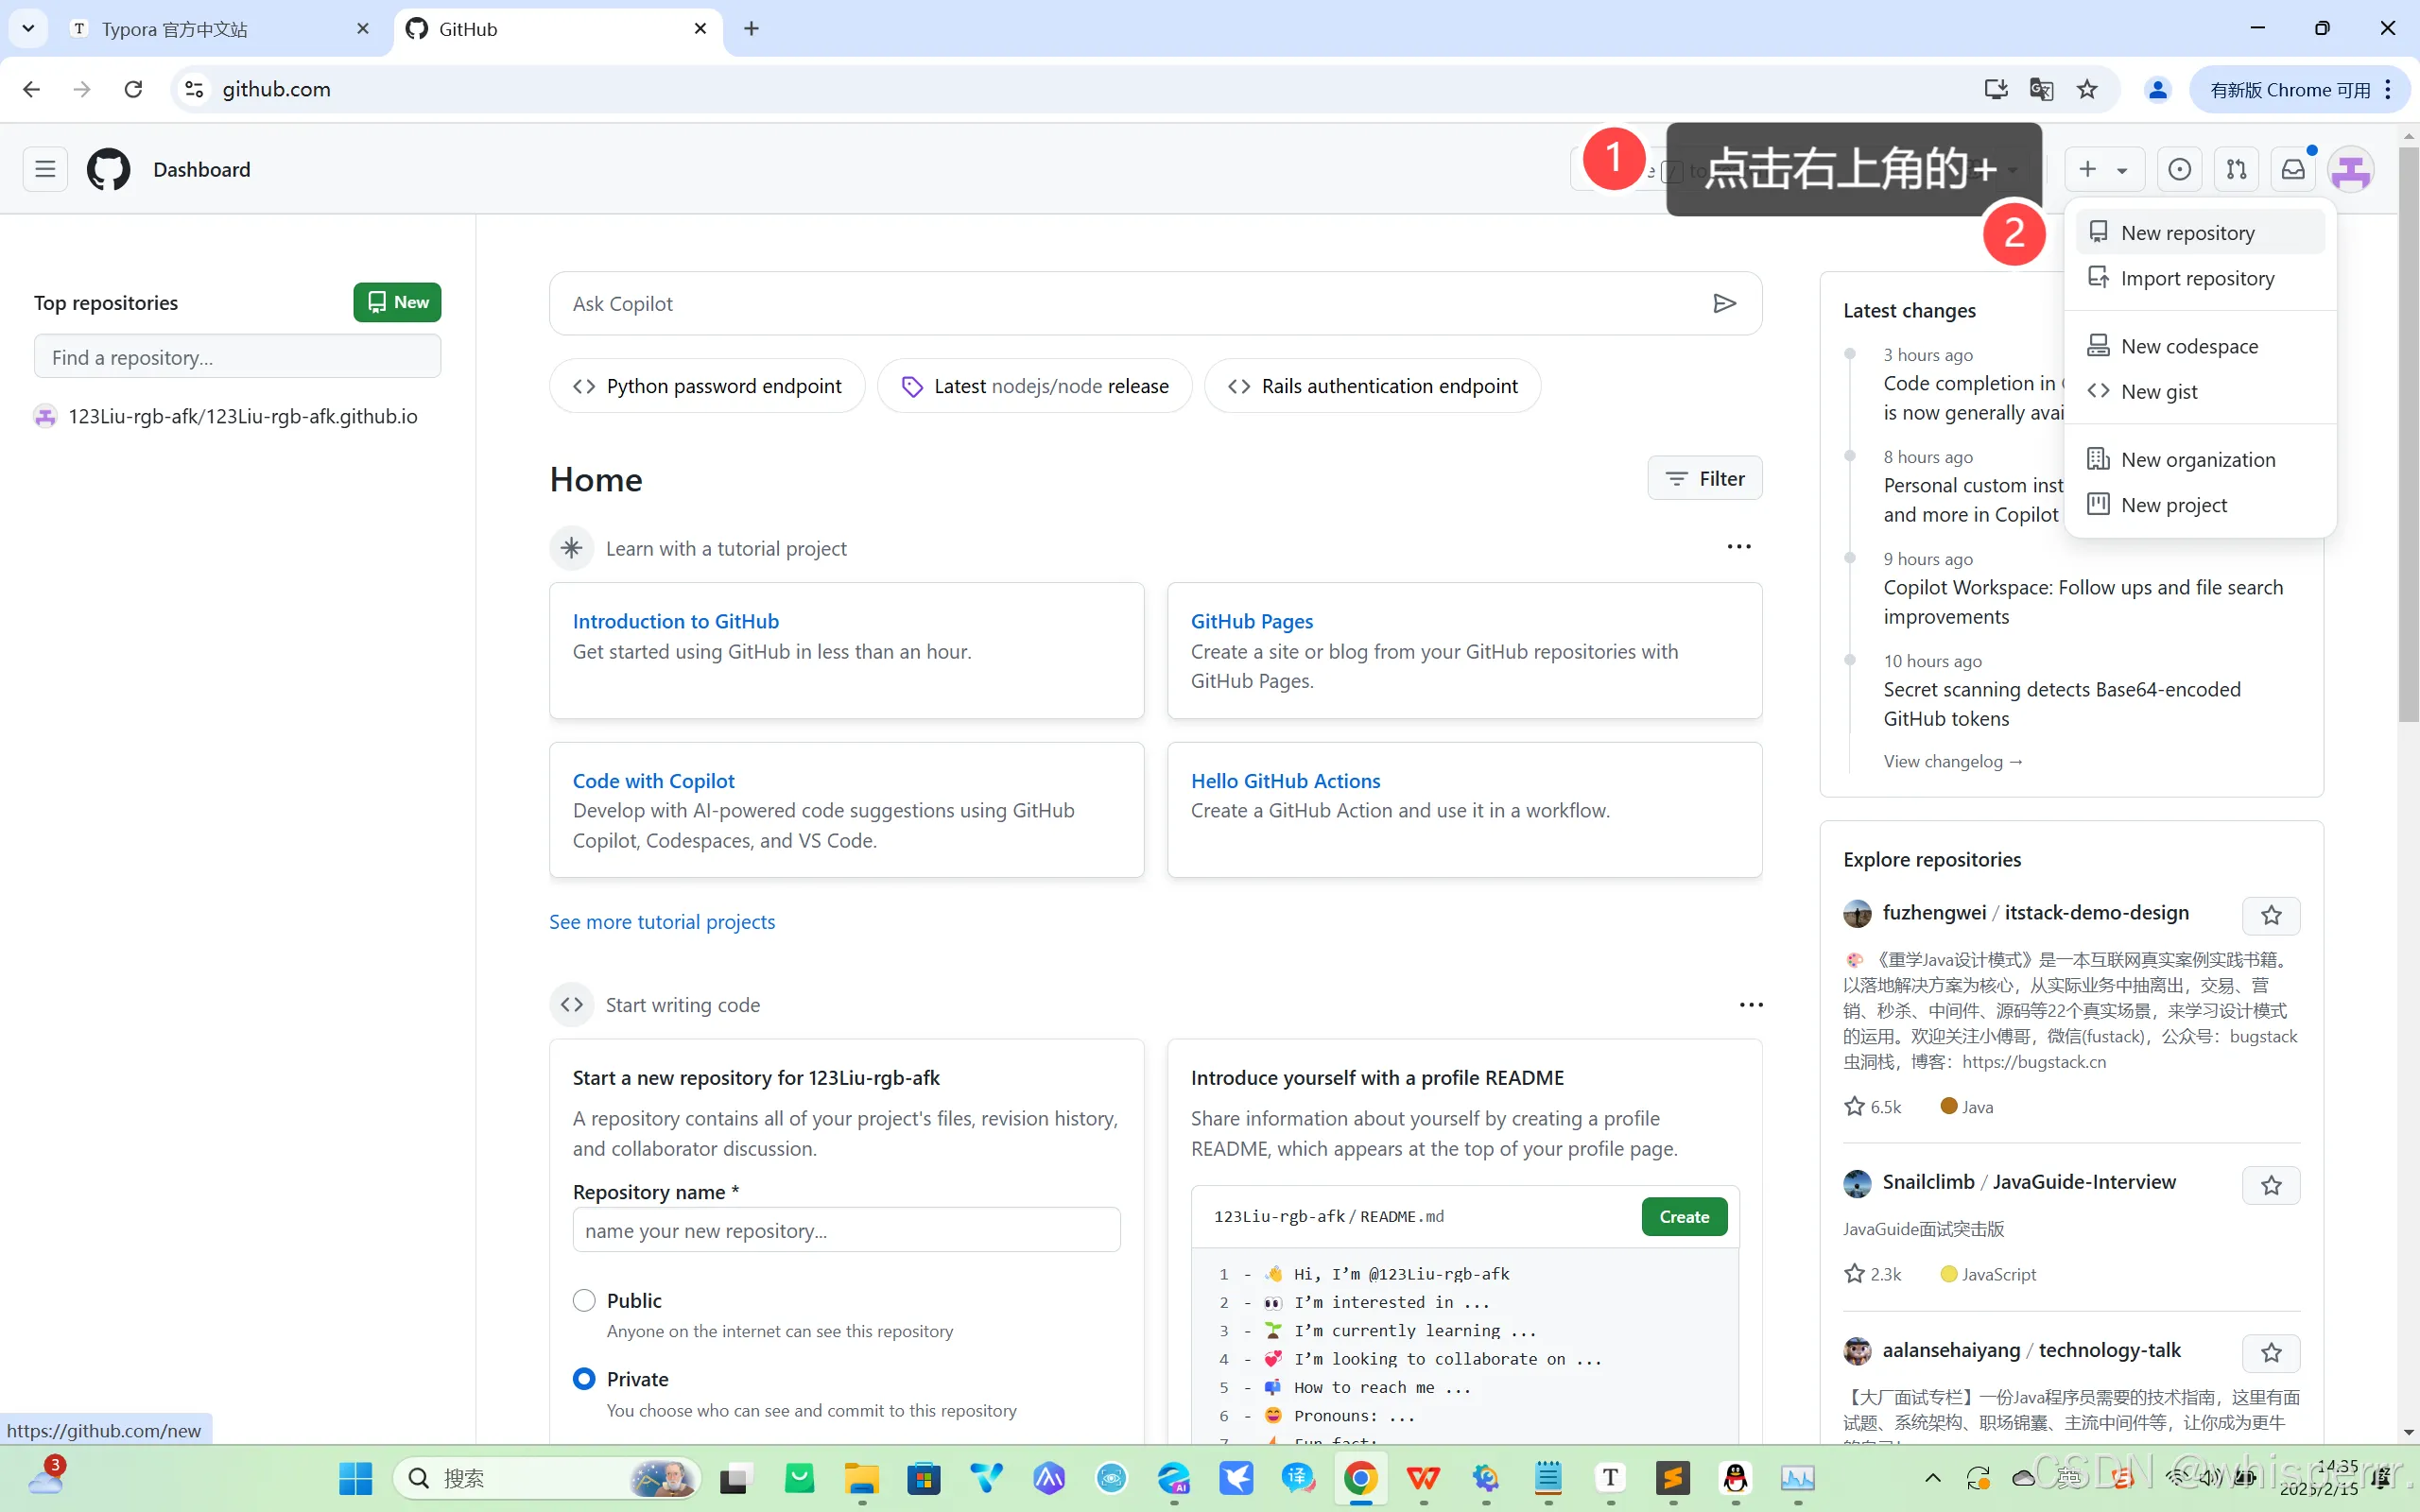 Typora 官方中文站
GitHub
github.com
有新版 Chrome 可用
Dashboard
1
点击右上角的+
2
New repository
Import repository
New codespace
New gist
New organization
New project
Top repositories
New
Find a repository...
123Liu-rgb-afk/123Liu-rgb-afk.github.io
Ask Copilot
Python password endpoint
Latest nodejs/node release
Rails authentication endpoint
Home
Filter
Learn with a tutorial project
Introduction to GitHub
Get started using GitHub in less than an hour.
GitHub Pages
Create a site or blog from your GitHub repositories with
GitHub Pages.
Code with Copilot
Develop with AI-powered code suggestions using GitHub
Copilot, Codespaces, and VS Code.
Hello GitHub Actions
Create a GitHub Action and use it in a workflow.
See more tutorial projects
Start writing code
Start a new repository for 123Liu-rgb-afk
A repository contains all of your project's files, revision history,
and collaborator discussion.
Repository name *
name your new repository...
Public
Anyone on the internet can see this repository
Private
You choose who can see and commit to this repository
Introduce yourself with a profile README
Share information about yourself by creating a profile
README, which appears at the top of your profile page.
123Liu-rgb-afk/README.md
Create
1 - 👋 Hi, I’m @123Liu-rgb-afk
2 - 👀 I’m interested in ...
3 - 🌱 I’m currently learning ...
4 - 💞️ I’m looking to collaborate on ...
5 - 📫 How to reach me ...
6 - 😄 Pronouns: ...
7 - ⚡ Fun fact:
Latest changes
3 hours ago
Code completion in
is now generally avai
8 hours ago
Personal custom inst
and more in Copilot
9 hours ago
Copilot Workspace: Follow ups and file search
improvements
10 hours ago
Secret scanning detects Base64-encoded
GitHub tokens
View changelog →
Explore repositories
fuzhengwei / itstack-demo-design
🎨 《重学Java设计模式》是一本互联网真实案例实践书籍。
以落地解决方案为核心，从实际业务中抽离出，交易、营
销、秒杀、中间件、源码等22个真实场景，来学习设计模式
的运用。欢迎关注小傅哥，微信(fustack)，公众号：bugstack
虫洞栈，博客：https://bugstack.cn
6.5k
Java
Snailclimb / JavaGuide-Interview
JavaGuide面试突击版
2.3k
JavaScript
aalansehaiyang / technology-talk
【大厂面试专栏】一份Java程序员需要的技术指南，这里有面
试题、系统架构、职场锦囊、主流中间件等，让你成为更牛
https://github.com/new
3
搜索
14:35
2025/2/15
CSDN @whisperrr.